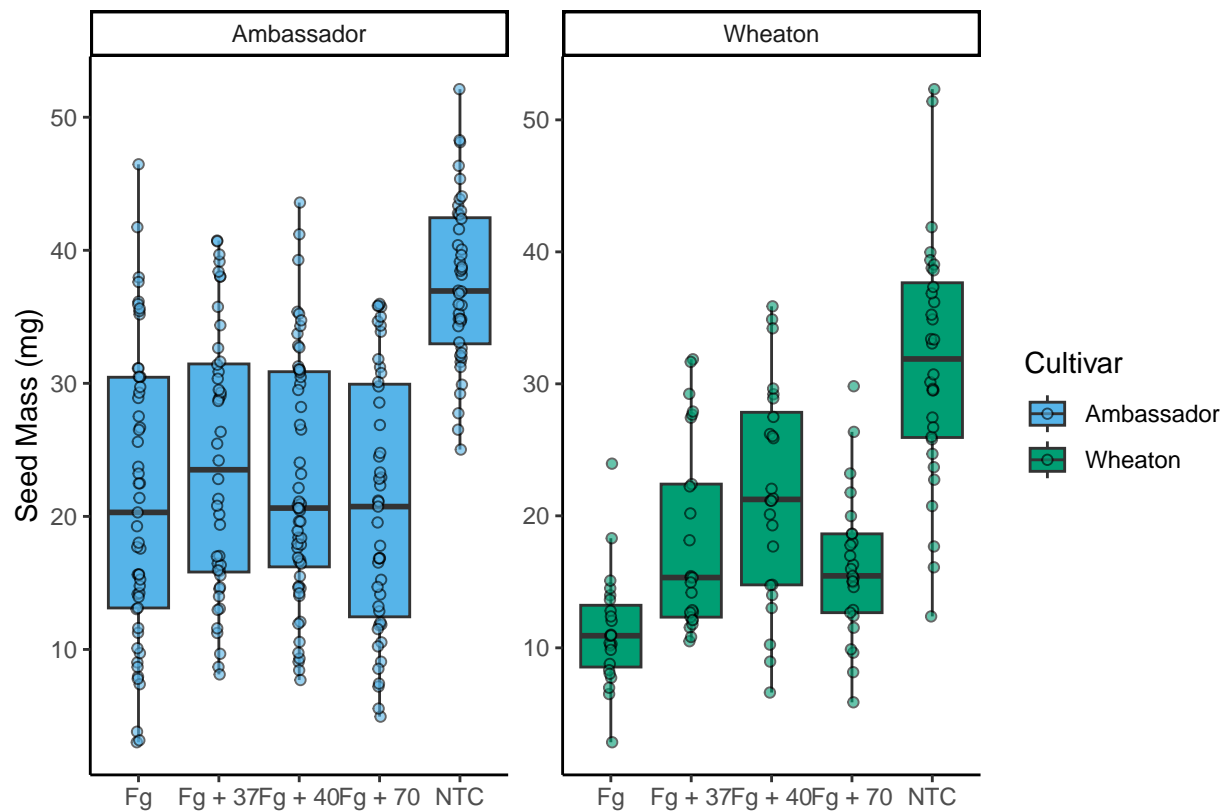 Ambassador
Wheaton
Seed Mass (mg)
50
40
30
20
10
50
40
30
20
10
Fg Fg + 37 Fg + 40 Fg + 70 NTC
Fg Fg + 37 Fg + 40 Fg + 70 NTC
Cultivar
Ambassador
Wheaton